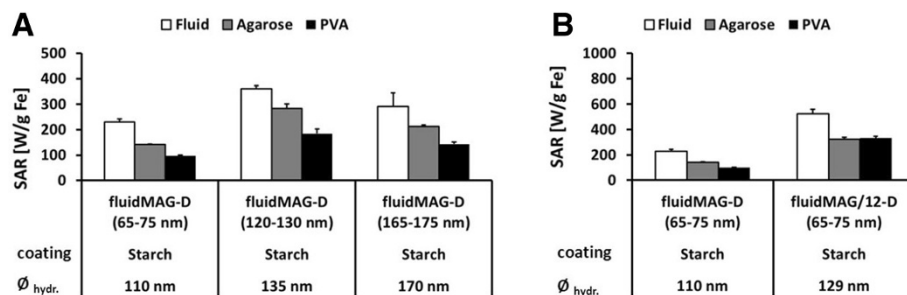 A
Fluid Agarose PVA
SAR [W/g Fe]
500
400
300
200
100
0
fluidMAG-D fluidMAG-D fluidMAG-D
(65-75 nm) (120-130 nm) (165-175 nm)
coating Starch Starch Starch
Ø hydr. 110 nm 135 nm 170 nm
B
Fluid Agarose PVA
SAR [W/g Fe]
1000
800
600
400
200
0
fluidMAG-D fluidMAG/12-D
(65-75 nm) (65-75 nm)
coating Starch Starch
Ø hydr. 110 nm 129 nm